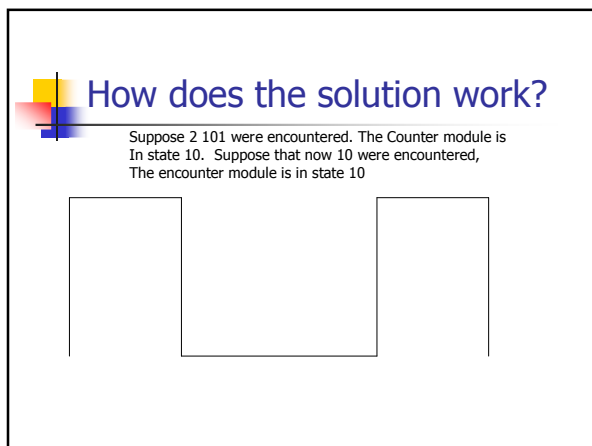 How does the solution work?
Suppose 2 101 were encountered. The Counter module is
In state 10. Suppose that now 10 were encountered,
The encounter module is in state 10